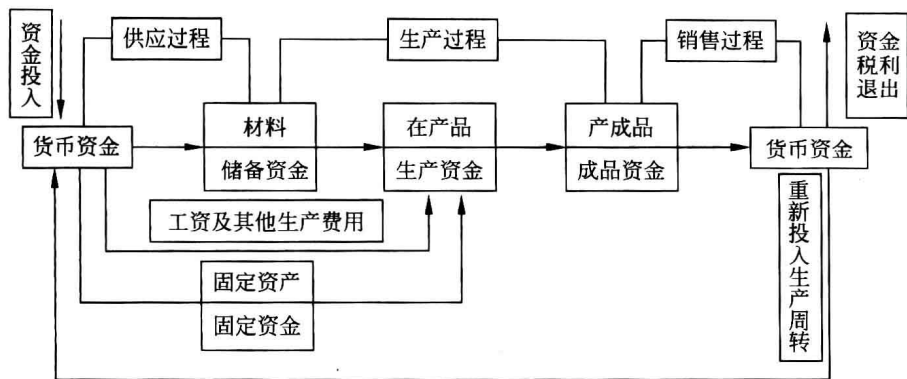 资金投入
供应过程
生产过程
销售过程
资金
税利
退出
货币资金
材料
储备资金
在产品
生产资金
产成品
成品资金
货币资金
工资及其他生产费用
固定资产
固定资金
重新投入生产周转